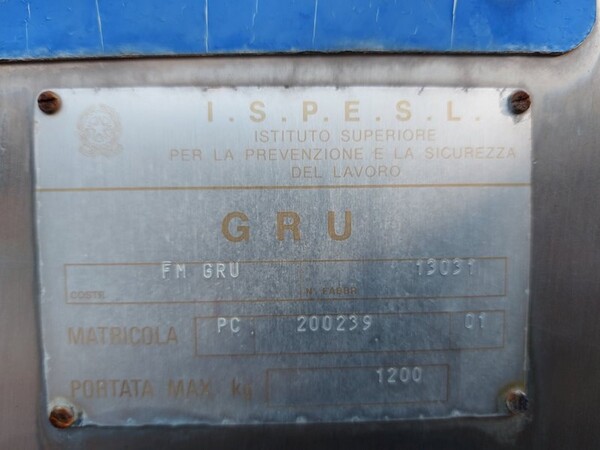 I.S.P.E.S.L.
ISTITUTO SUPERIORE
PER LA PREVENZIONE E LA SICUREZZA
DEL LAVORO
GRU
FM GRU 13031
COSTR. N. FABBR.
MATRICOLA PC 200239 01
PORTATA MAX kg 1200